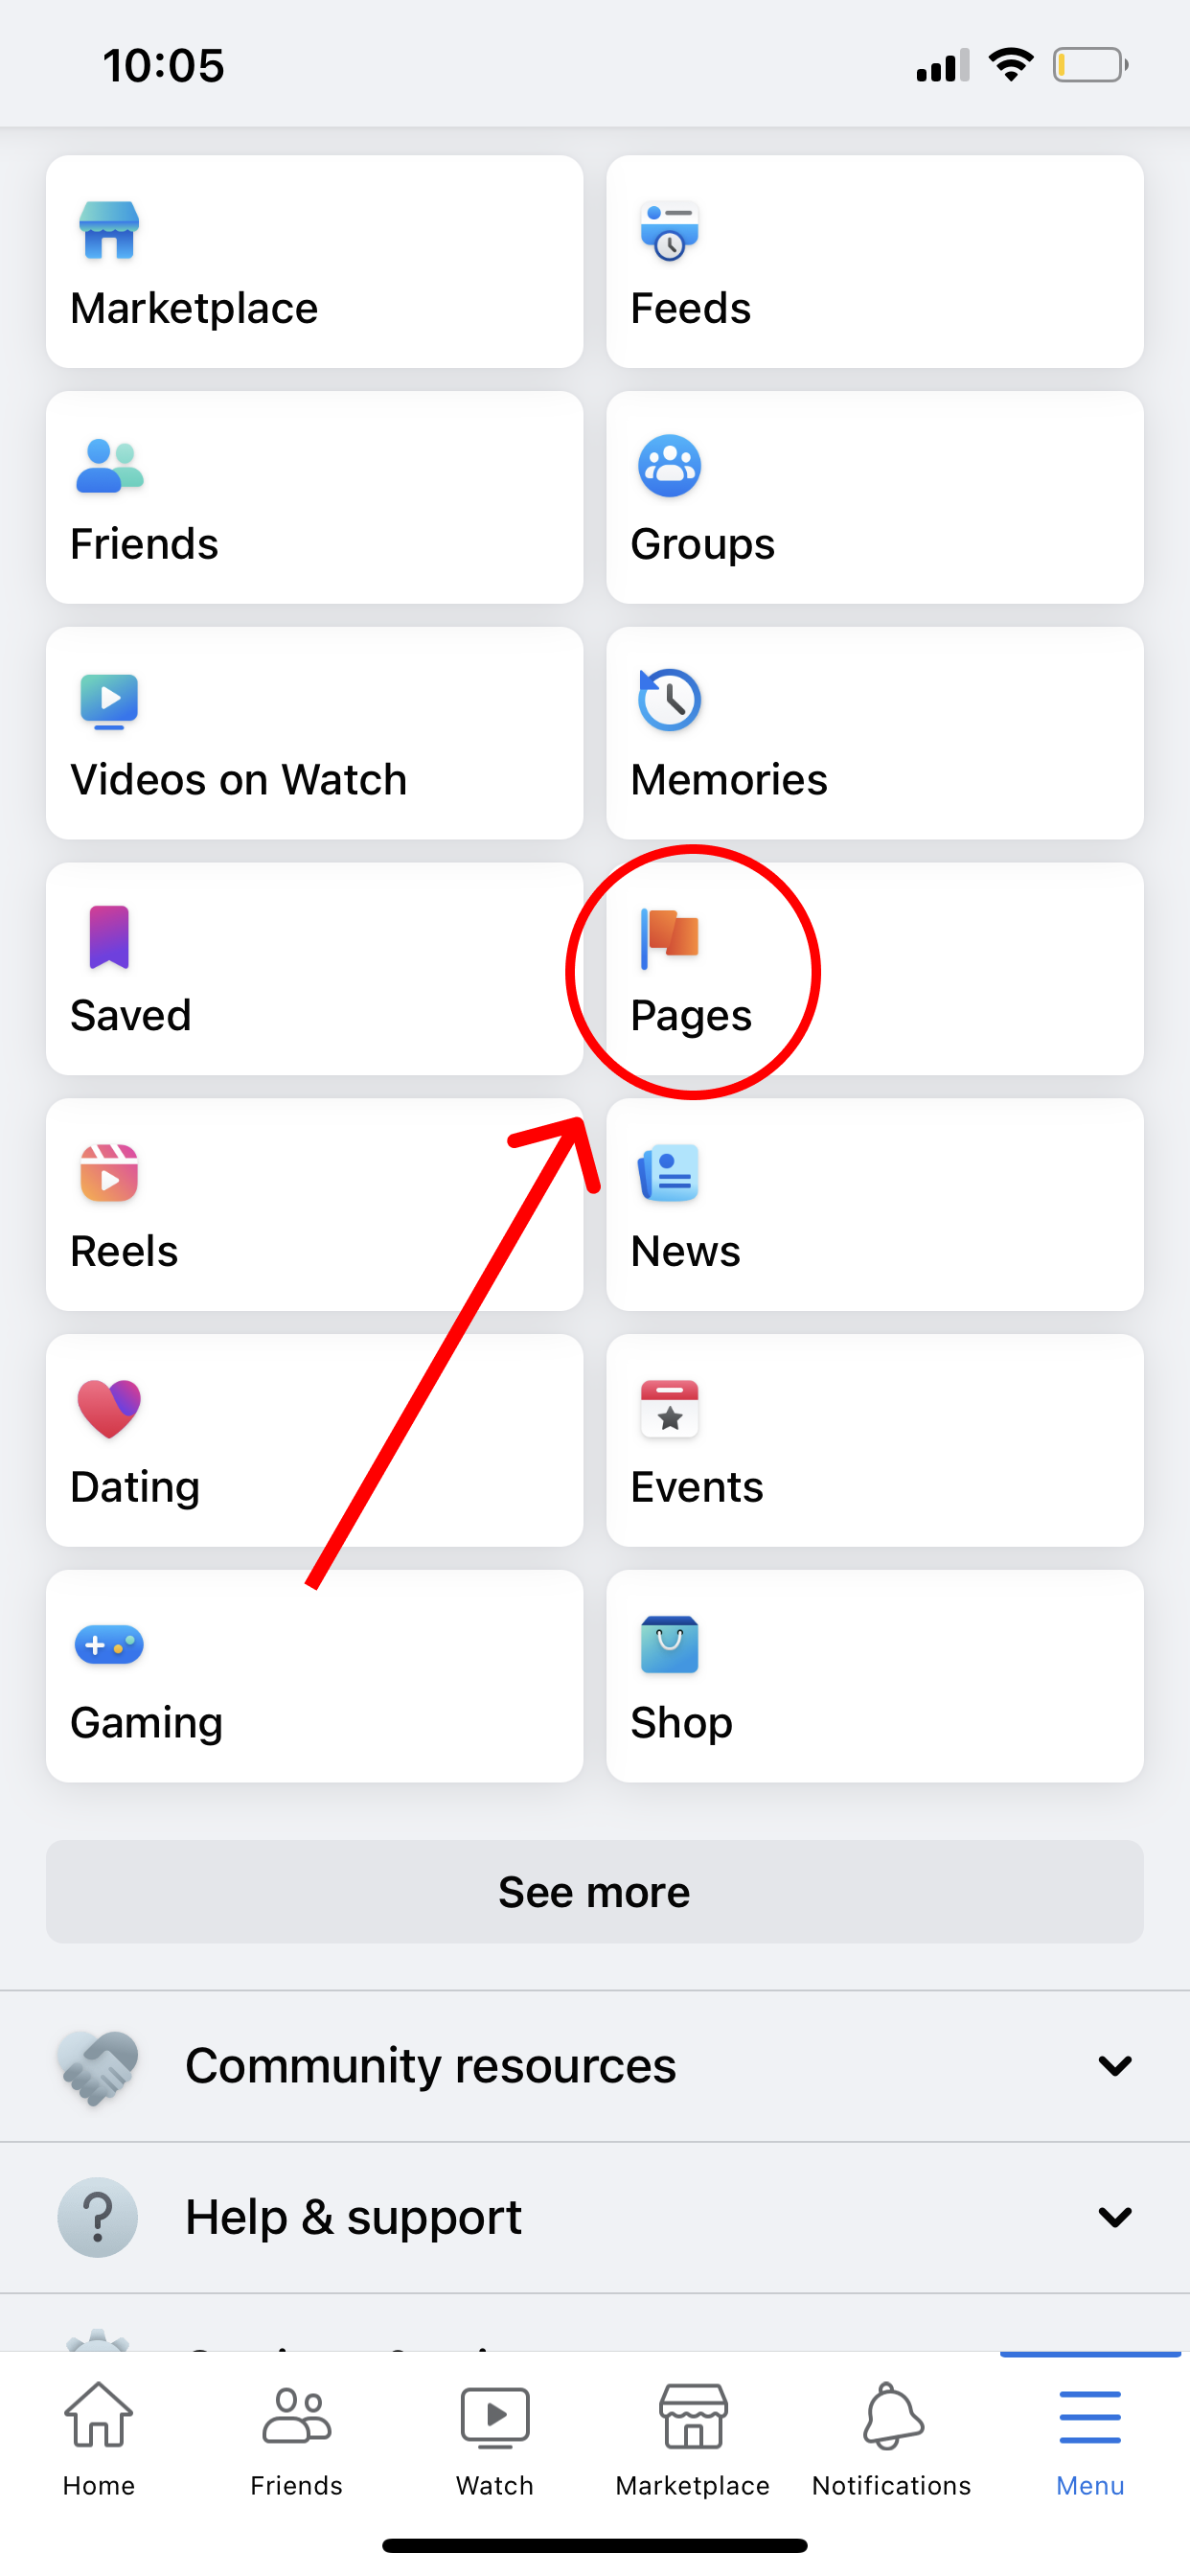 10:05
Marketplace
Feeds
Friends
Groups
Videos on Watch
Memories
Saved
Pages
Reels
News
Dating
Events
Gaming
Shop
See more
Community resources
Help & support
Home
Friends
Watch
Marketplace
Notifications
Menu